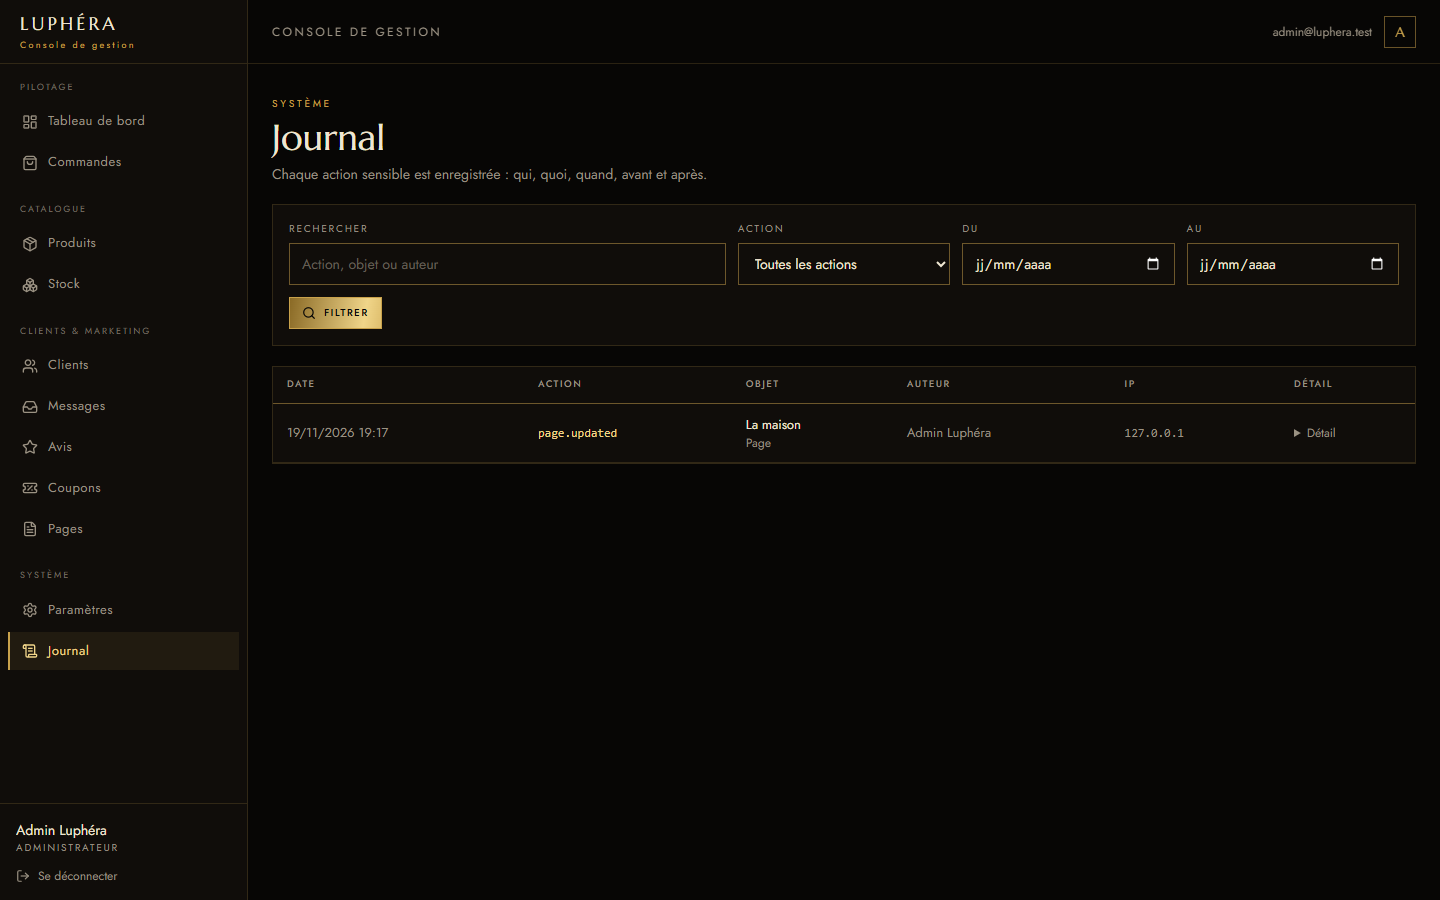 LUPHÉRA
Console de gestion
CONSOLE DE GESTION
admin@luphera.test
A
PILOTAGE
Tableau de bord
Commandes
CATALOGUE
Produits
Stock
CLIENTS & MARKETING
Clients
Messages
Avis
Coupons
Pages
SYSTÈME
Paramètres
Journal
Admin Luphéra
ADMINISTRATEUR
Se déconnecter
SYSTÈME
Journal
Chaque action sensible est enregistrée : qui, quoi, quand, avant et après.
RECHERCHER
ACTION
DU
AU
Action, objet ou auteur
Toutes les actions
jj/mm/aaaa
jj/mm/aaaa
FILTRER
DATE ACTION OBJET AUTEUR IP DÉTAIL
19/11/2026 19:17 page.updated La maison Admin Luphéra 127.0.0.1 Détail
Page